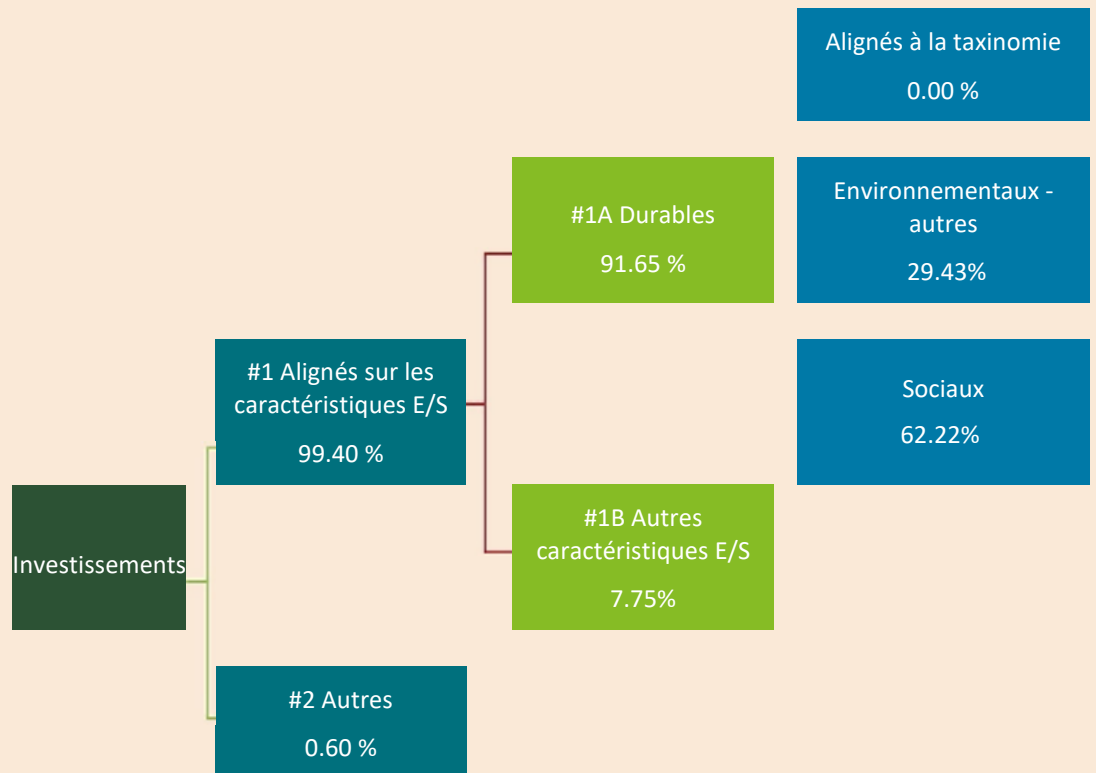 Investissements
#1 Alignés sur les
caractéristiques E/S
99.40 %
#2 Autres
0.60 %
#1A Durables
91.65 %
#1B Autres
caractéristiques E/S
7.75%
Alignés à la taxinomie
0.00 %
Environnementaux -
autres
29.43%
Sociaux
62.22%